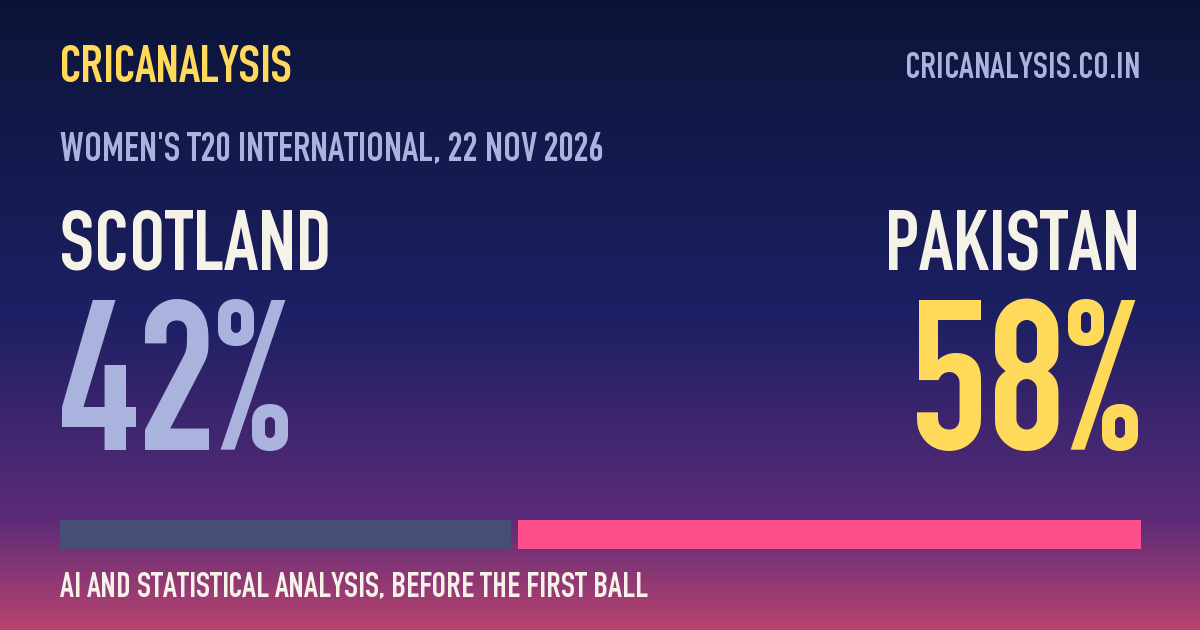 CRICANALYSIS
CRICANALYSIS.CO.IN
WOMEN'S T20 INTERNATIONAL, 22 NOV 2026
SCOTLAND
PAKISTAN
42%
58%
AI AND STATISTICAL ANALYSIS, BEFORE THE FIRST BALL